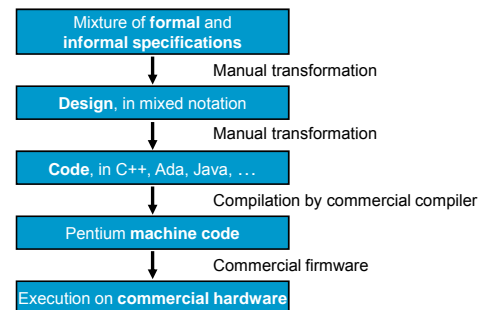 Mixture of formal and
informal specifications
Manual transformation
Design, in mixed notation
Manual transformation
Code, in C++, Ada, Java, …
Compilation by commercial compiler
Pentium machine code
Commercial firmware
Execution on commercial hardware